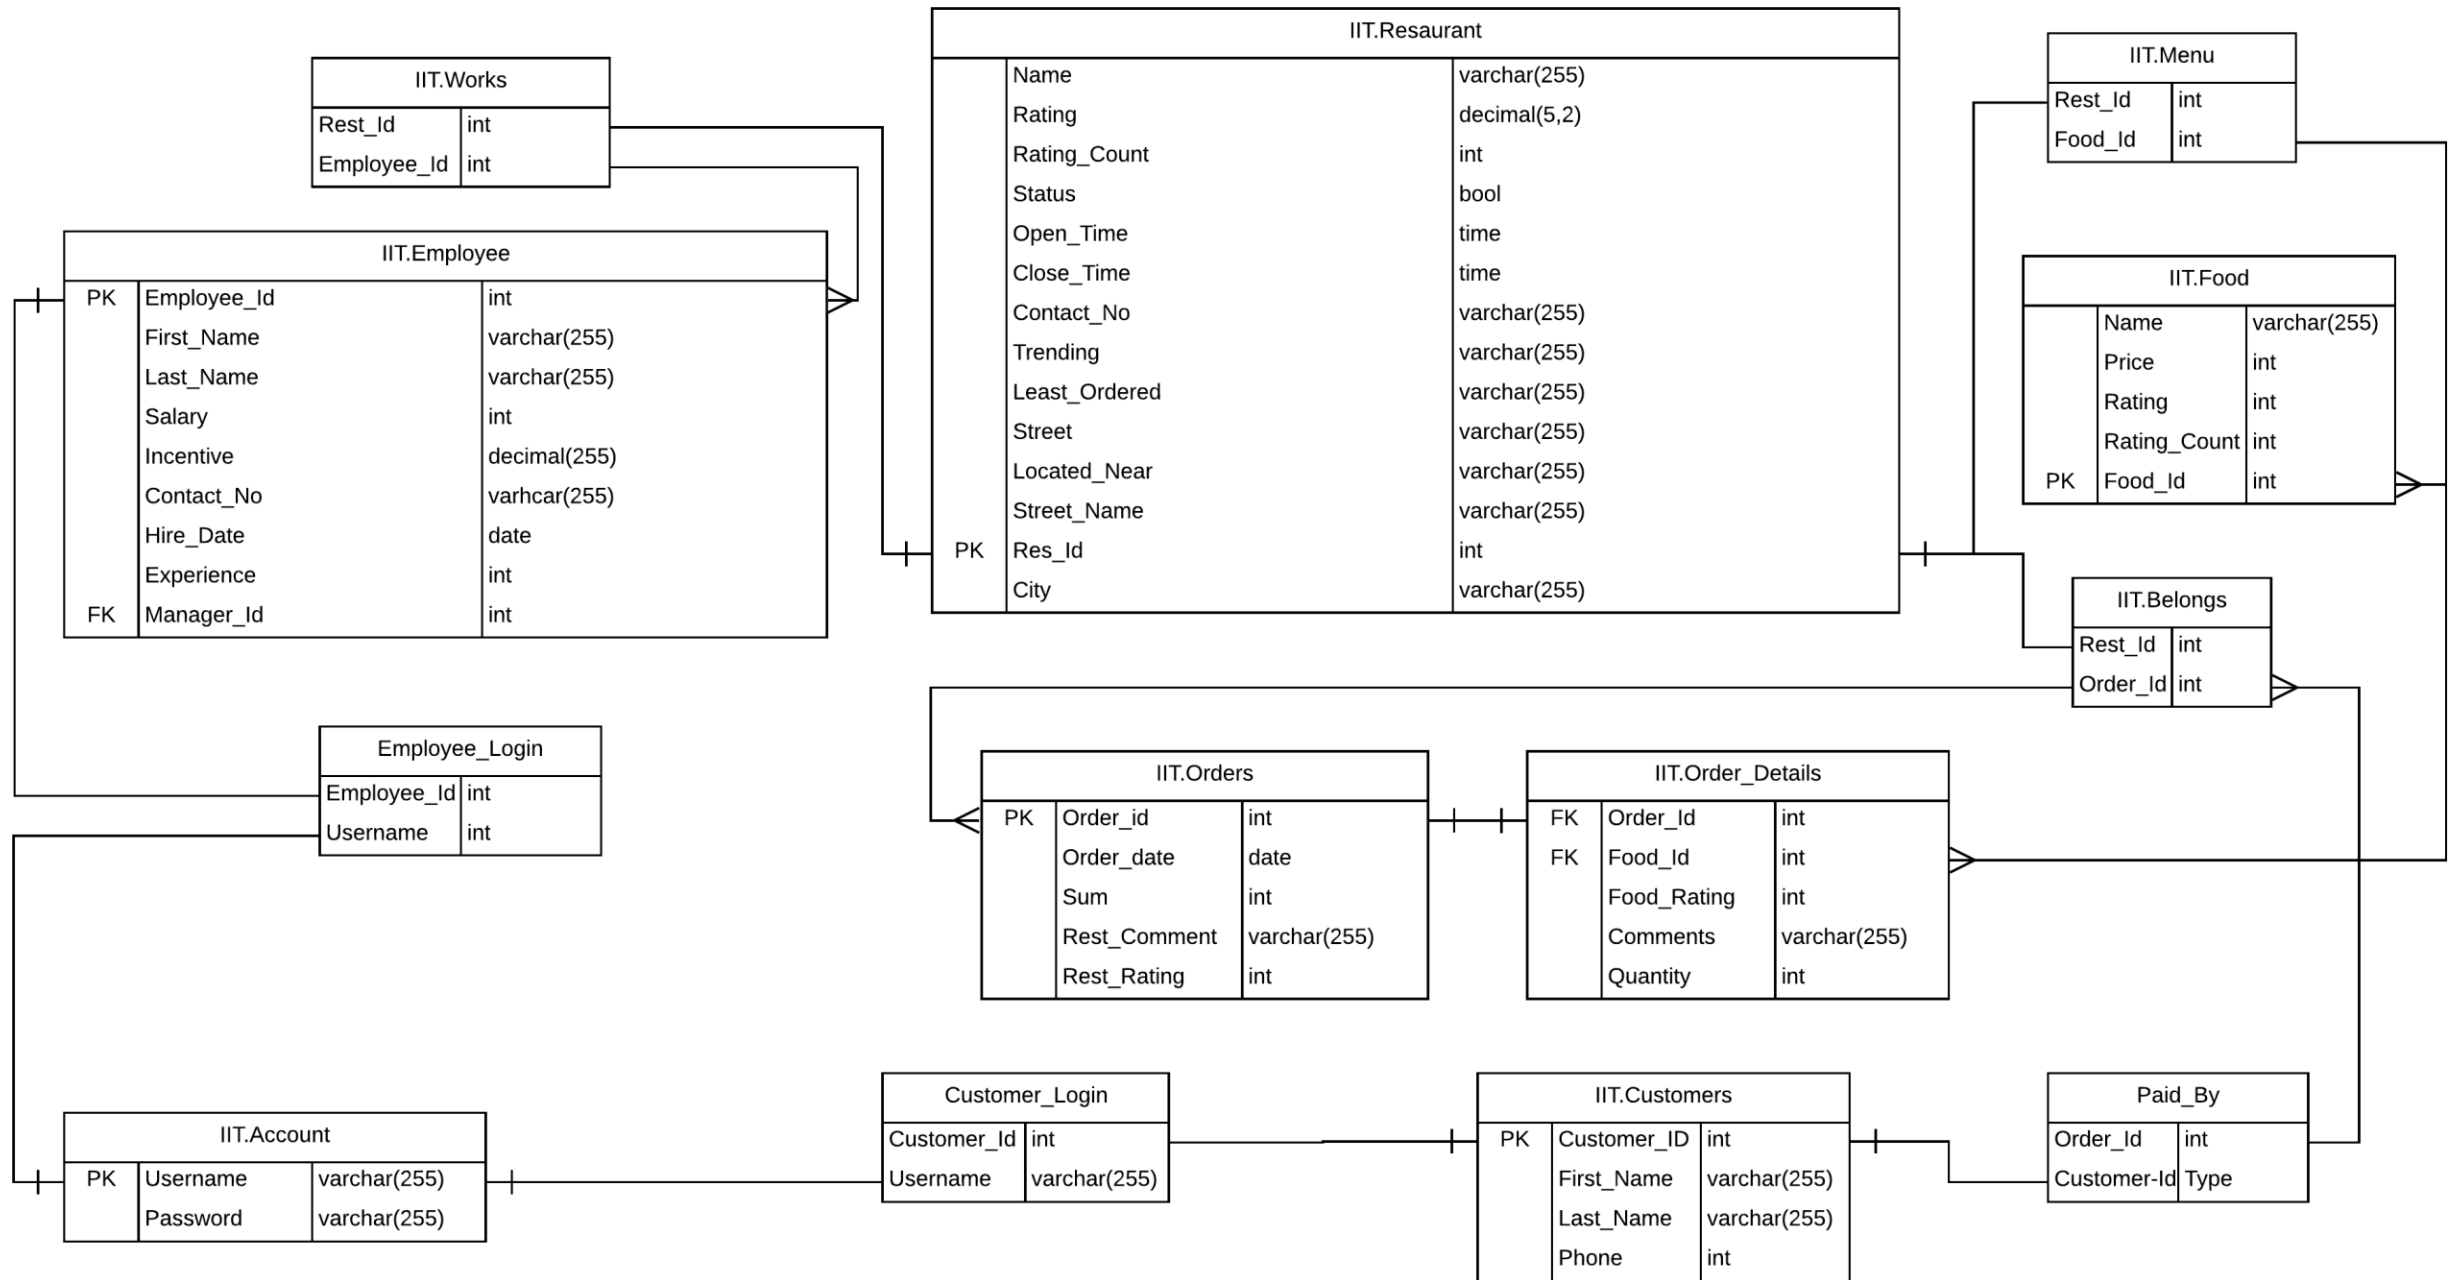 IIT.Works
Rest_Id int
Employee_Id int
IIT.Resaurant
Name varchar(255)
Rating decimal(5,2)
Rating_Count int
Status bool
Open_Time time
Close_Time time
Contact_No varchar(255)
Trending varchar(255)
Least_Ordered varchar(255)
Street varchar(255)
Located_Near varchar(255)
Street_Name varchar(255)
PK Res_Id int
City varchar(255)
IIT.Menu
Rest_Id int
Food_Id int
IIT.Employee
PK Employee_Id int
First_Name varchar(255)
Last_Name varchar(255)
Salary int
Incentive decimal(255)
Contact_No varhcar(255)
Hire_Date date
Experience int
FK Manager_Id int
IIT.Food
Name varchar(255)
Price int
Rating int
Rating_Count int
PK Food_Id int
IIT.Belongs
Rest_Id int
Order_Id int
Employee_Login
Employee_Id int
Username int
IIT.Orders
PK Order_id int
Order_date date
Sum int
Rest_Comment varchar(255)
Rest_Rating int
IIT.Order_Details
FK Order_Id int
FK Food_Id int
Food_Rating int
Comments varchar(255)
Quantity int
IIT.Account
PK Username varchar(255)
Password varchar(255)
Customer_Login
Customer_Id int
Username varchar(255)
IIT.Customers
PK Customer_ID int
First_Name varchar(255)
Last_Name varchar(255)
Phone int
Paid_By
Order_Id int
Customer-Id Type